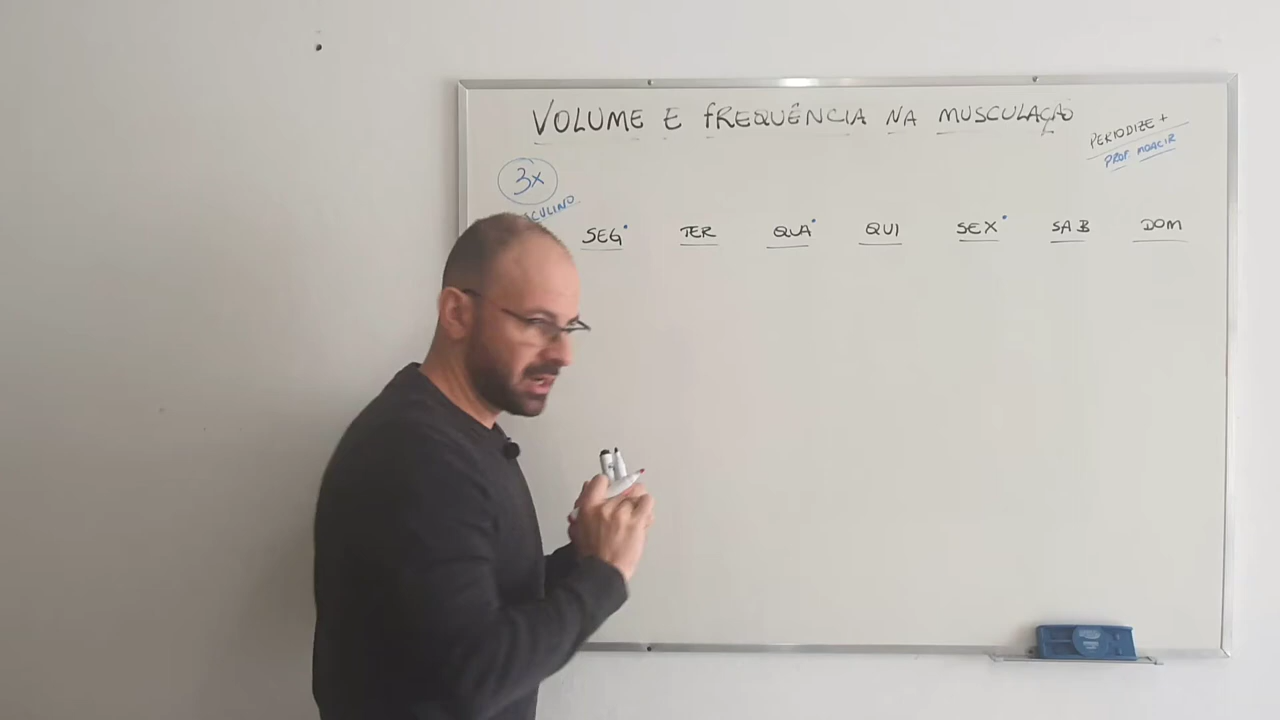 VOLUME E FREQUÊNCIA NA MUSCULAÇÃO
PERIODIZE +
PROF. MOACIR
3x
SEG TER QUA QUI SEX SAB DOM